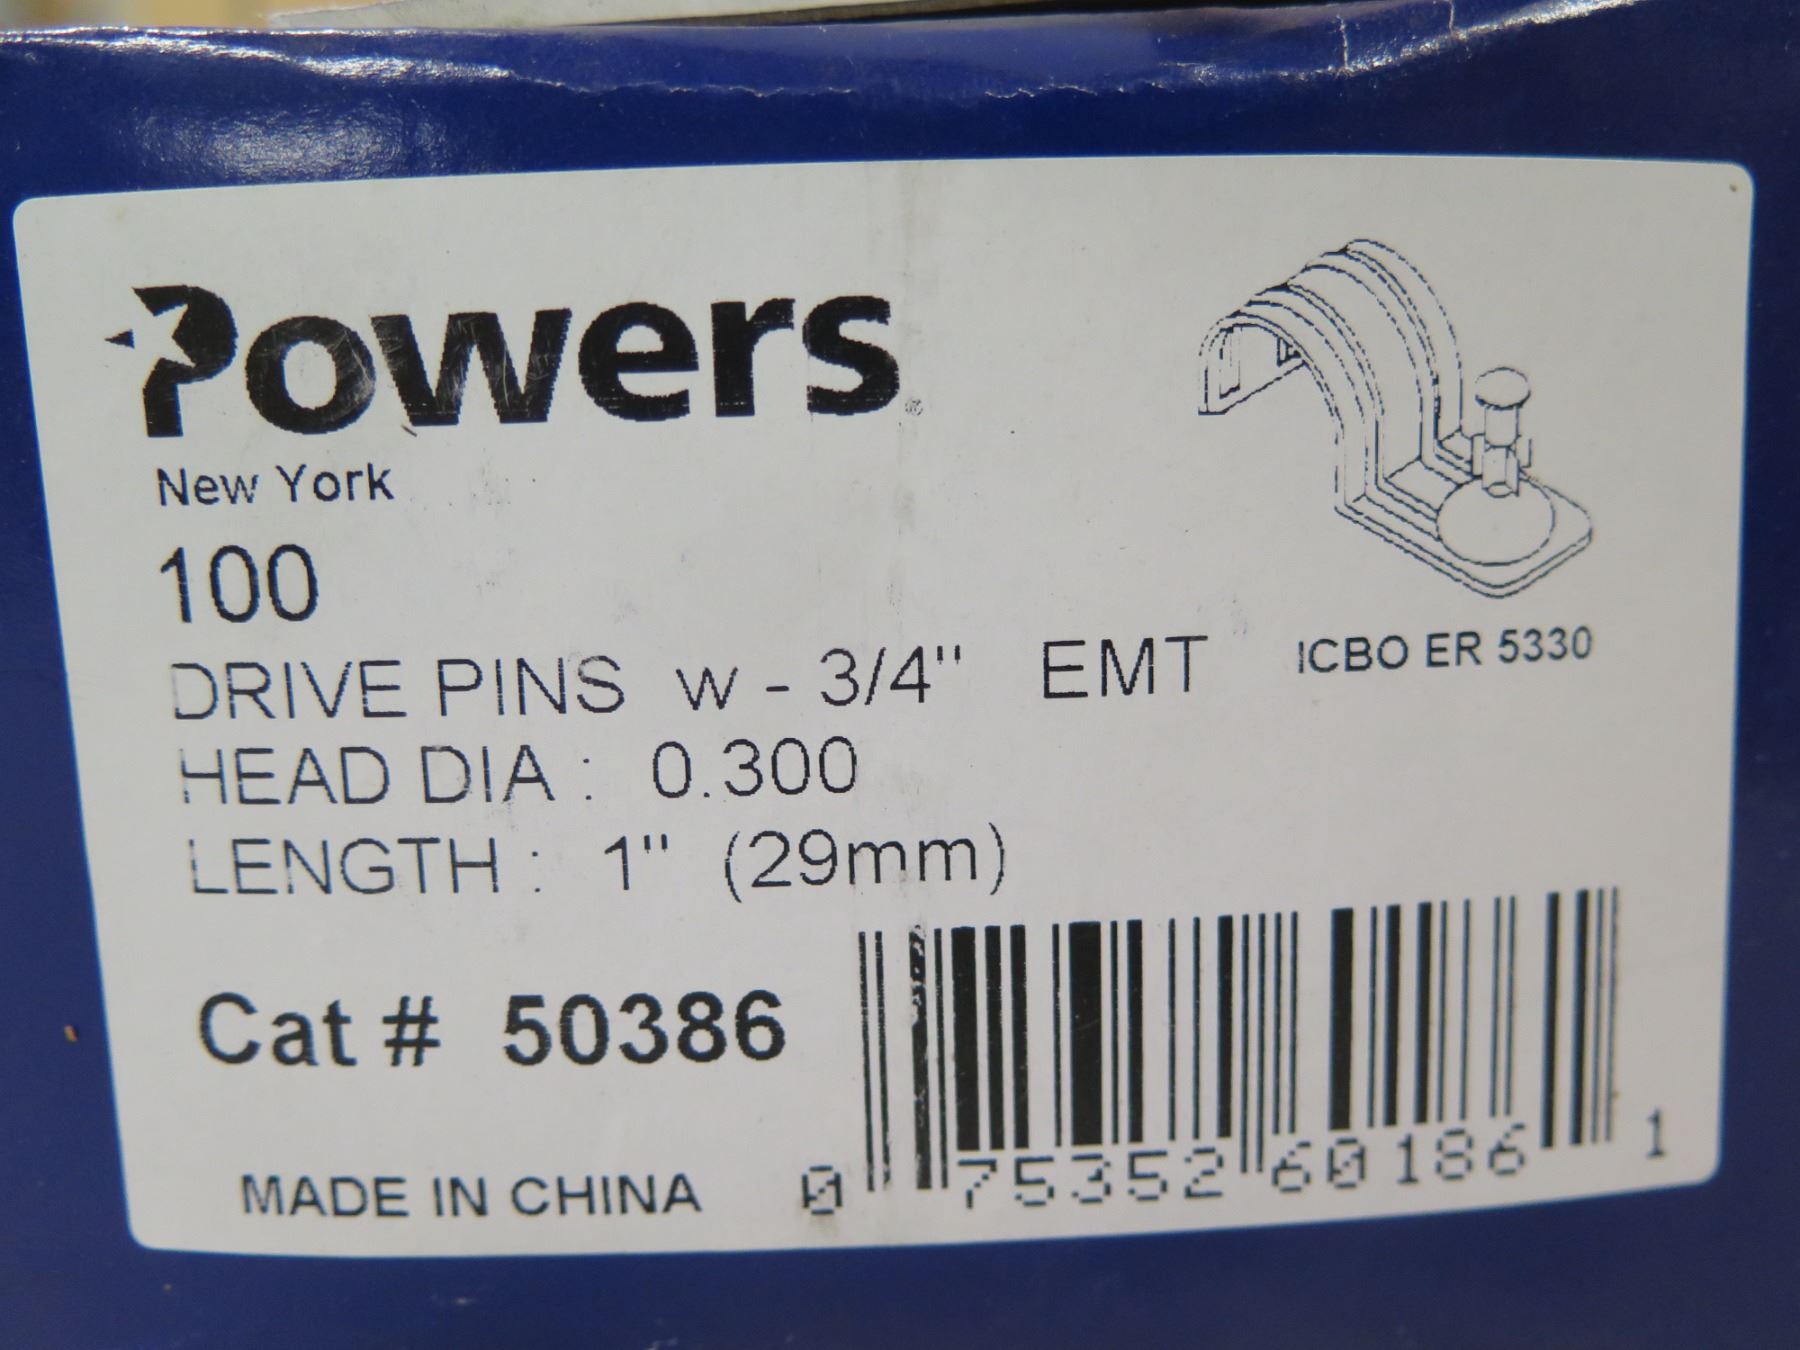 Powers®
New York
100
DRIVE PINS w - 3/4" EMT
ICBO ER 5330
HEAD DIA : 0.300
LENGTH : 1" (29mm)
Cat # 50386
MADE IN CHINA
0 75352 60186 1